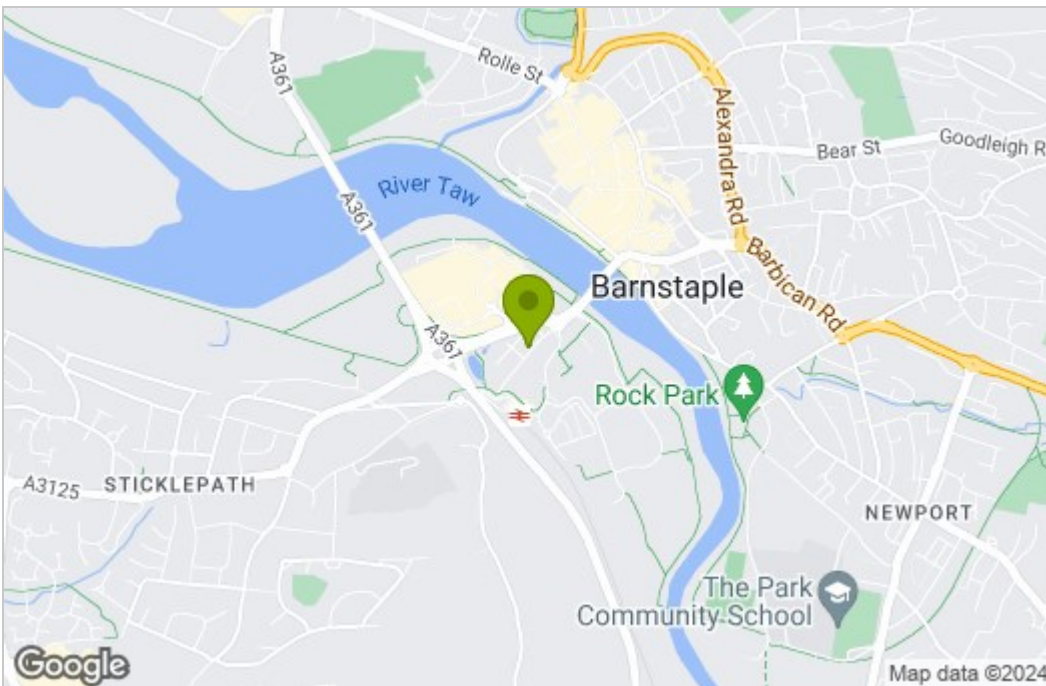 Rolle St
A361
Alexandra Rd
Bear St
Goodleigh R
River Taw
A361
Barbican Rd
Barnstaple
A361
Rock Park
A3125
STICKLEPATH
NEWPORT
The Park
Community School
Google
Map data ©2024